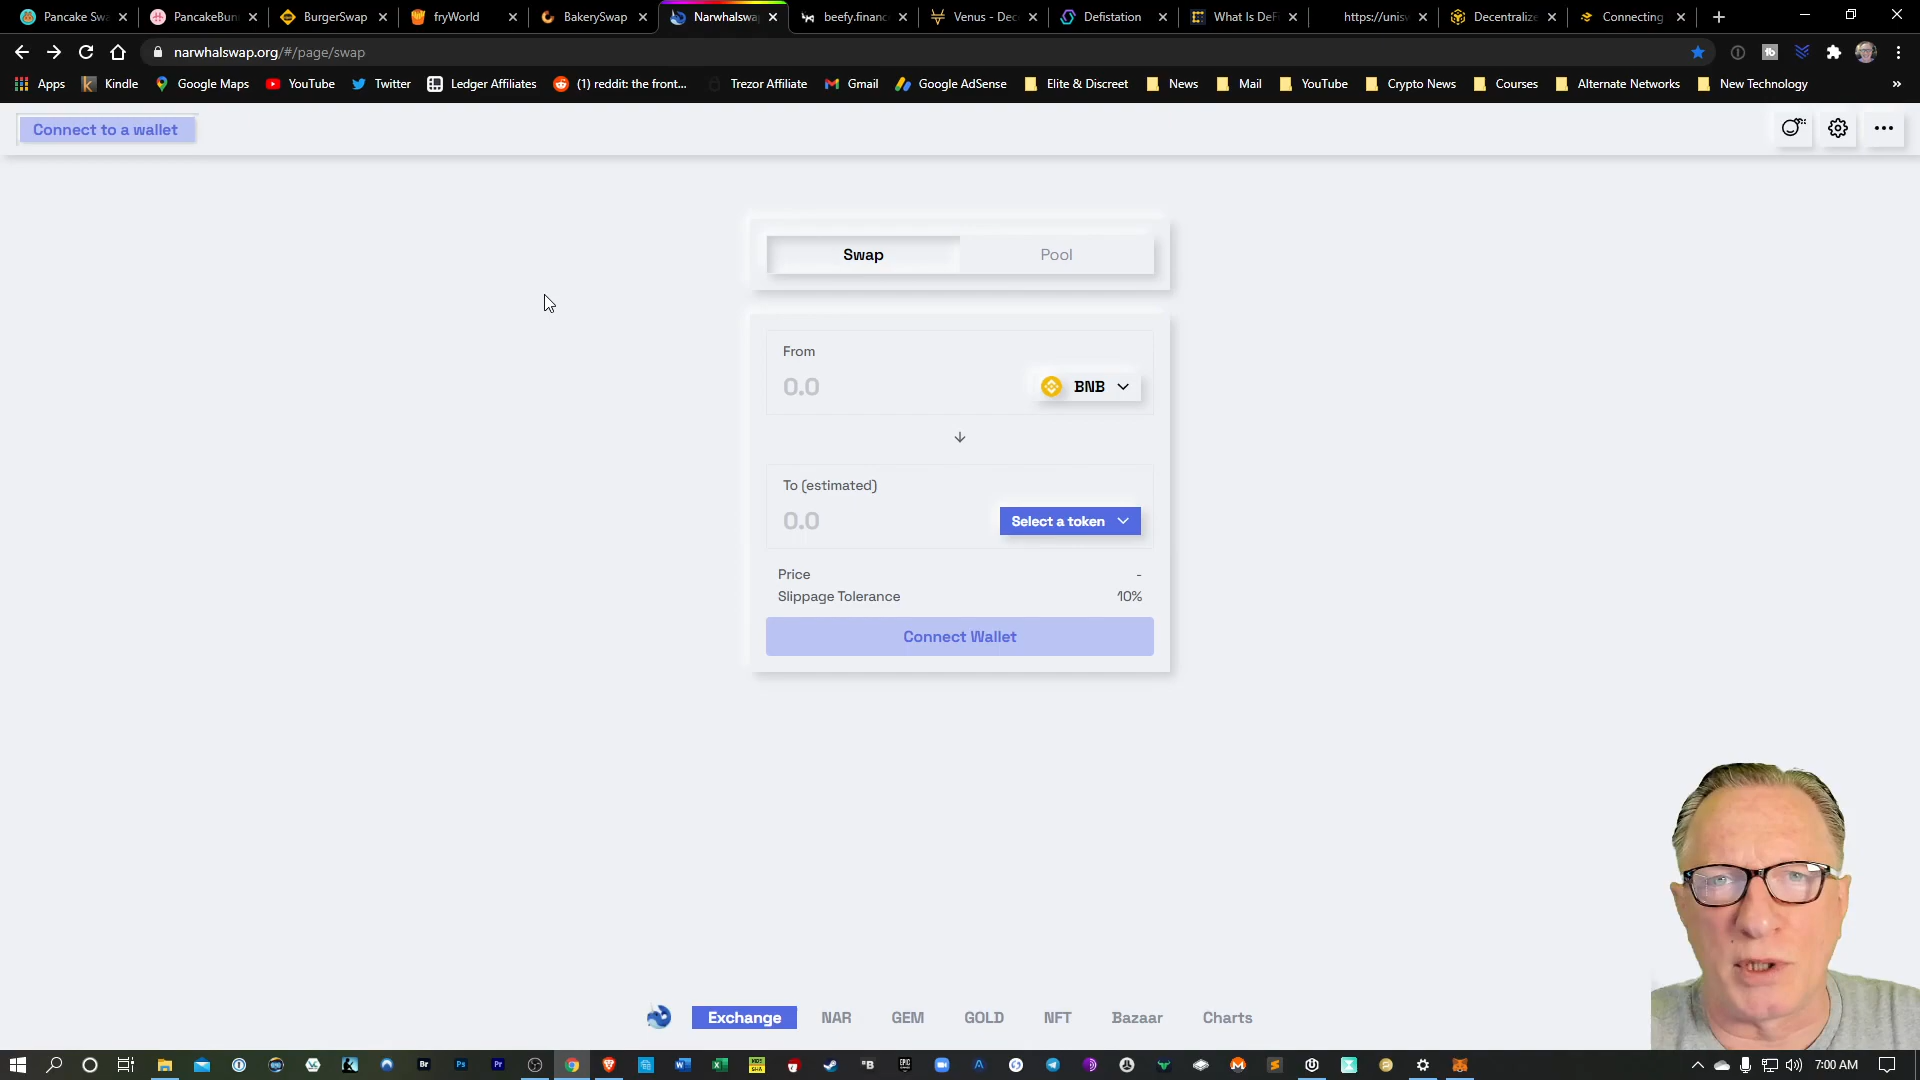 Pancake Swa
PancakeBun
BurgerSwap
fryWorld
BakerySwap
Narwhalswa
beefy.financ
Venus - Dec
Defistation
What Is DeF
https://unisw
Decentralize
Connecting
narwhalswap.org/#/page/swap
Apps
Kindle
Google Maps
YouTube
Twitter
Ledger Affiliates
(1) reddit: the front...
Trezor Affiliate
Gmail
Google AdSense
Elite & Discreet
News
Mail
YouTube
Crypto News
Courses
Alternate Networks
New Technology
»
Connect to a wallet
Swap
Pool
From
0.0
BNB
To (estimated)
0.0
Select a token
Price
-
Slippage Tolerance
10%
Connect Wallet
Exchange
NAR
GEM
GOLD
NFT
Bazaar
Charts
7:00 AM